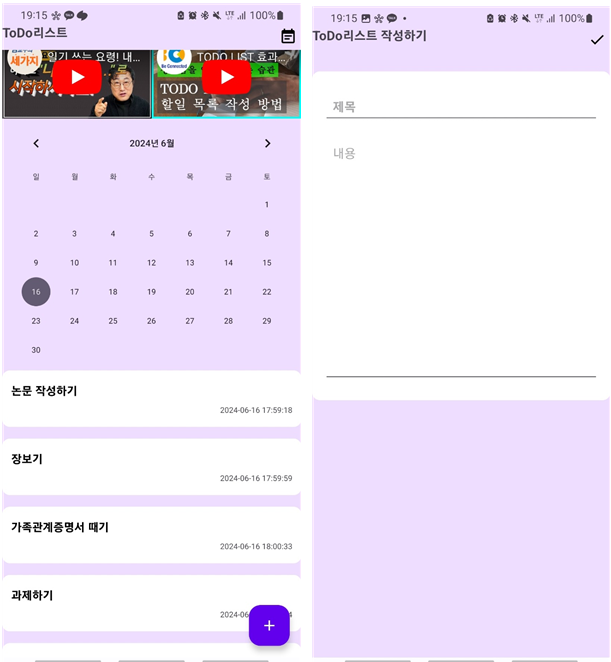 19:15
LTE
100%
ToDo리스트
세가지
일기 쓰는 요령! 내...
TODO LIST 효과...
Be Connected
습관
TODO
할일 목록 작성 방법
2024년 6월
일 월 화 수 목 금 토
1
2 3 4 5 6 7 8
9 10 11 12 13 14 15
16 17 18 19 20 21 22
23 24 25 26 27 28 29
30
논문 작성하기
2024-06-16 17:59:18
장보기
2024-06-16 17:59:59
가족관계증명서 때기
2024-06-16 18:00:33
과제하기
2024-06
+
19:15
LTE
100%
ToDo리스트 작성하기
제목
내용